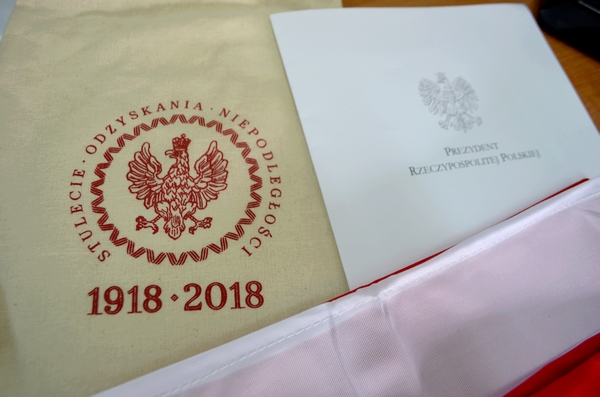 STULECIE · ODZYSKANIA · NIEPODLEGŁOŚCI
1918 · 2018
PREZYDENT
RZECZYPOSPOLITEJ POLSKIEJ